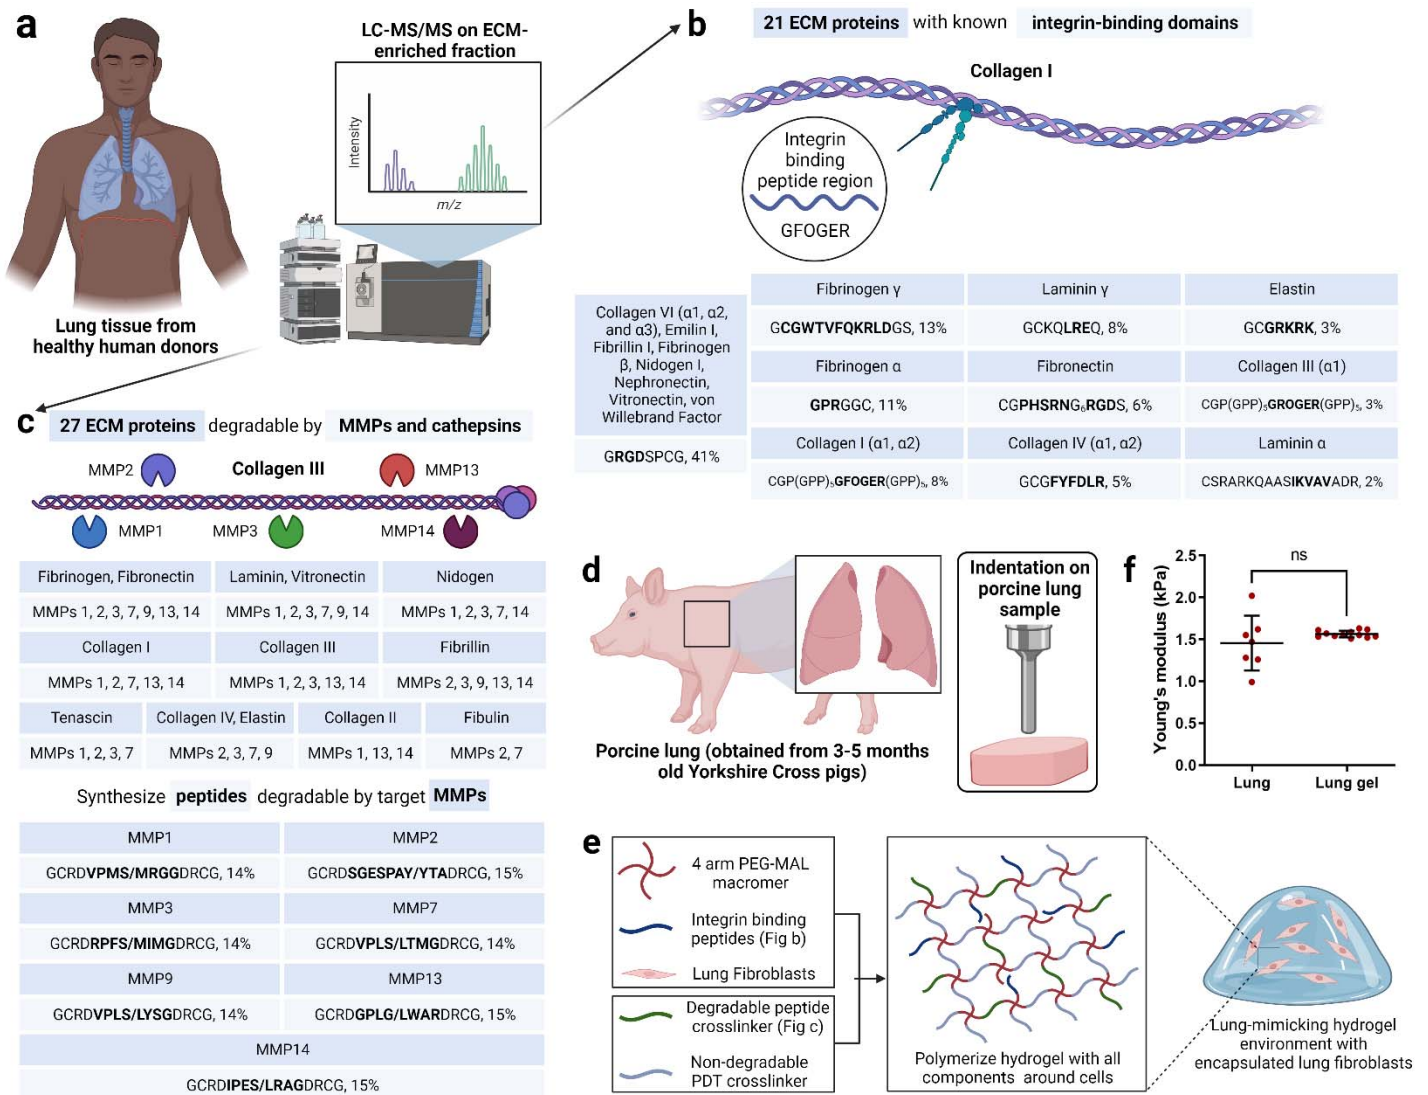 a
LC-MS/MS on ECM-
enriched fraction
Intensity
m/z
Lung tissue from
healthy human donors
b
21 ECM proteins with known integrin-binding domains
Collagen I
Integrin
binding
peptide region
GFOGER
Collagen VI (α1, α2,
and α3), Emilin I,
Fibrillin I, Fibrinogen
β, Nidogen I,
Nephronectin,
Vitronectin, von
Willebrand Factor
GRGDSPCG, 41%
Fibrinogen γ
Laminin γ
Elastin
GCGWTVFQKRLDGS, 13%
GCKQLREQ, 8%
GCGRKRK, 3%
Fibrinogen α
Fibronectin
Collagen III (α1)
GPRGGC, 11%
CGPHSRNG₆RGDS, 6%
CGP(GPP)₅GROGER(GPP)₅, 3%
Collagen I (α1, α2)
Collagen IV (α1, α2)
Laminin α
CGP(GPP)₅GFOGER(GPP)₅, 8%
GCGFYFDLR, 5%
CSRARKQAASIKVAVADR, 2%
c
27 ECM proteins degradable by MMPs and cathepsins
MMP2
Collagen III
MMP13
MMP1
MMP3
MMP14
Fibrinogen, Fibronectin
Laminin, Vitronectin
Nidogen
MMPs 1, 2, 3, 7, 9, 13, 14
MMPs 1, 2, 3, 7, 9, 14
MMPs 1, 2, 3, 7, 14
Collagen I
Collagen III
Fibrillin
MMPs 1, 2, 7, 13, 14
MMPs 1, 2, 3, 13, 14
MMPs 2, 3, 9, 13, 14
Tenascin
Collagen IV, Elastin
Collagen II
Fibulin
MMPs 1, 2, 3, 7
MMPs 2, 3, 7, 9
MMPs 1, 13, 14
MMPs 2, 7
Synthesize peptides degradable by target MMPs
MMP1
MMP2
GCRDVPMS/MRGGDRCG, 14%
GCRDSGESPAY/YTADRCG, 15%
MMP3
MMP7
GCRDRPFS/MIMGDRCG, 14%
GCRDVPLS/LTMGDRCG, 14%
MMP9
MMP13
GCRDVPLS/LYSGDRCG, 14%
GCRDGPLG/LWARDRCG, 15%
MMP14
GCRDIPES/LRAGDRCG, 15%
d
Porcine lung (obtained from 3-5 months
old Yorkshire Cross pigs)
Indentation on
porcine lung
sample
f
Young's modulus (kPa)
2.5
2.0
1.5
1.0
0.5
0.0
ns
Lung
Lung gel
e
4 arm PEG-MAL
macromer
Integrin binding
peptides (Fig b)
Lung Fibroblasts
Degradable peptide
crosslinker (Fig c)
Non-degradable
PDT crosslinker
Polymerize hydrogel with all
components around cells
Lung-mimicking hydrogel
environment with
encapsulated lung fibroblasts